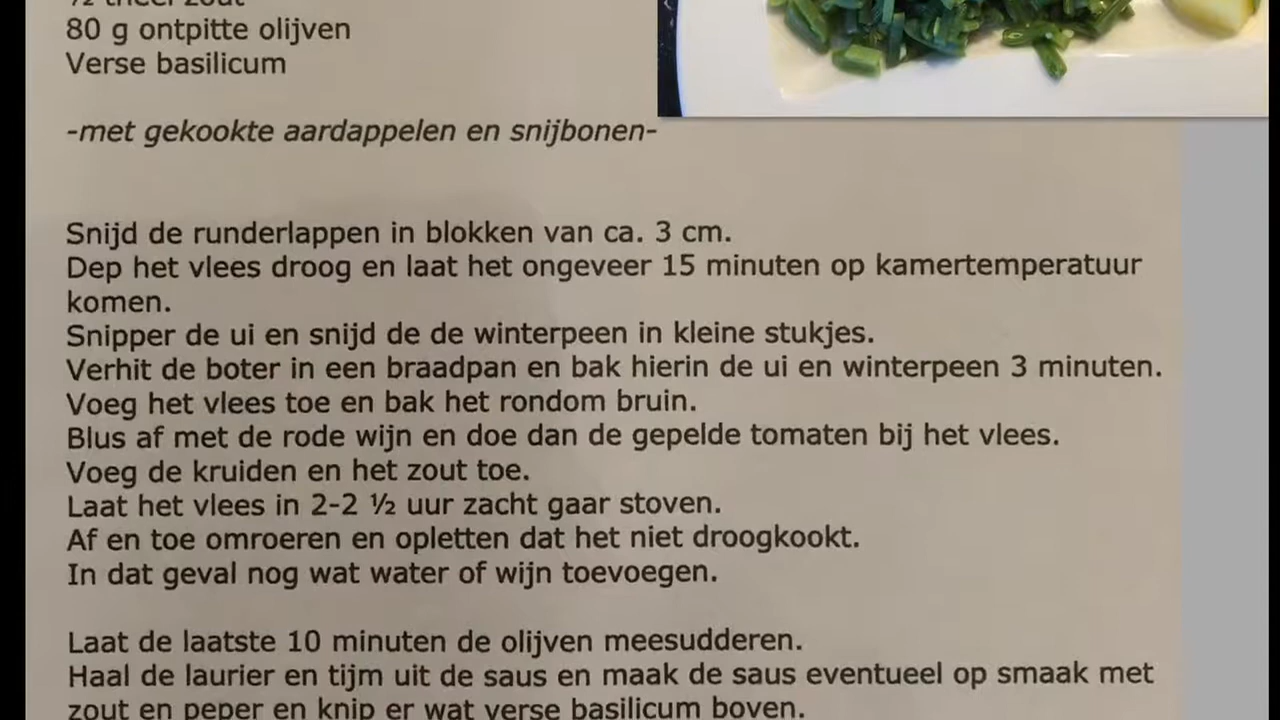 ½ theel zout
80 g ontpitte olijven
Verse basilicum
-met gekookte aardappelen en snijbonen-
Snijd de runderlappen in blokken van ca. 3 cm.
Dep het vlees droog en laat het ongeveer 15 minuten op kamertemperatuur
komen.
Snipper de ui en snijd de de winterpeen in kleine stukjes.
Verhit de boter in een braadpan en bak hierin de ui en winterpeen 3 minuten.
Voeg het vlees toe en bak het rondom bruin.
Blus af met de rode wijn en doe dan de gepelde tomaten bij het vlees.
Voeg de kruiden en het zout toe.
Laat het vlees in 2-2 ½ uur zacht gaar stoven.
Af en toe omroeren en opletten dat het niet droogkookt.
In dat geval nog wat water of wijn toevoegen.
Laat de laatste 10 minuten de olijven meesudderen.
Haal de laurier en tijm uit de saus en maak de saus eventueel op smaak met
zout en peper en knip er wat verse basilicum boven.